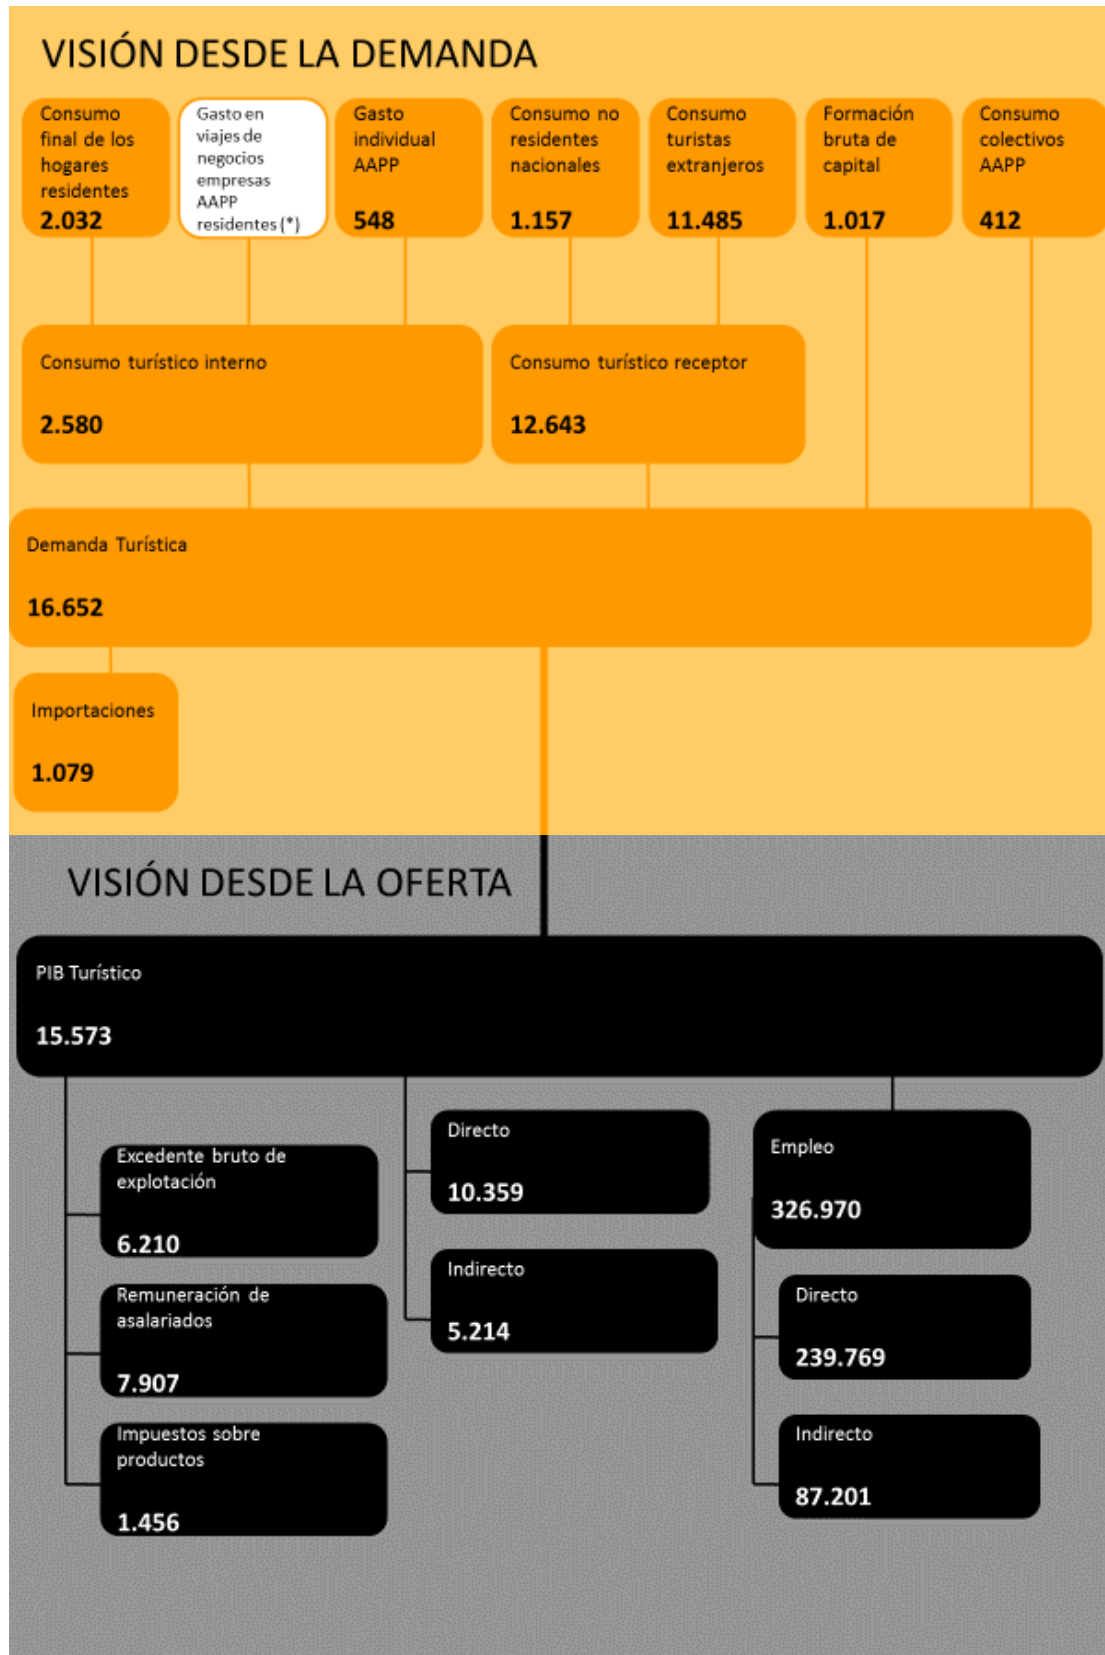 VISIÓN DESDE LA DEMANDA
Consumo
final de los
hogares
residentes
2.032
Gasto en
viajes de
negocios
empresas
AAPP
residentes (*)
Gasto
individual
AAPP
548
Consumo no
residentes
nacionales
1.157
Consumo
turistas
extranjeros
11.485
Formación
bruta de
capital
1.017
Consumo
colectivos
AAPP
412
Consumo turístico interno
2.580
Consumo turístico receptor
12.643
Demanda Turística
16.652
Importaciones
1.079
VISIÓN DESDE LA OFERTA
PIB Turístico
15.573
Excedente bruto de
explotación
6.210
Remuneración de
asalariados
7.907
Impuestos sobre
productos
1.456
Directo
10.359
Indirecto
5.214
Empleo
326.970
Directo
239.769
Indirecto
87.201